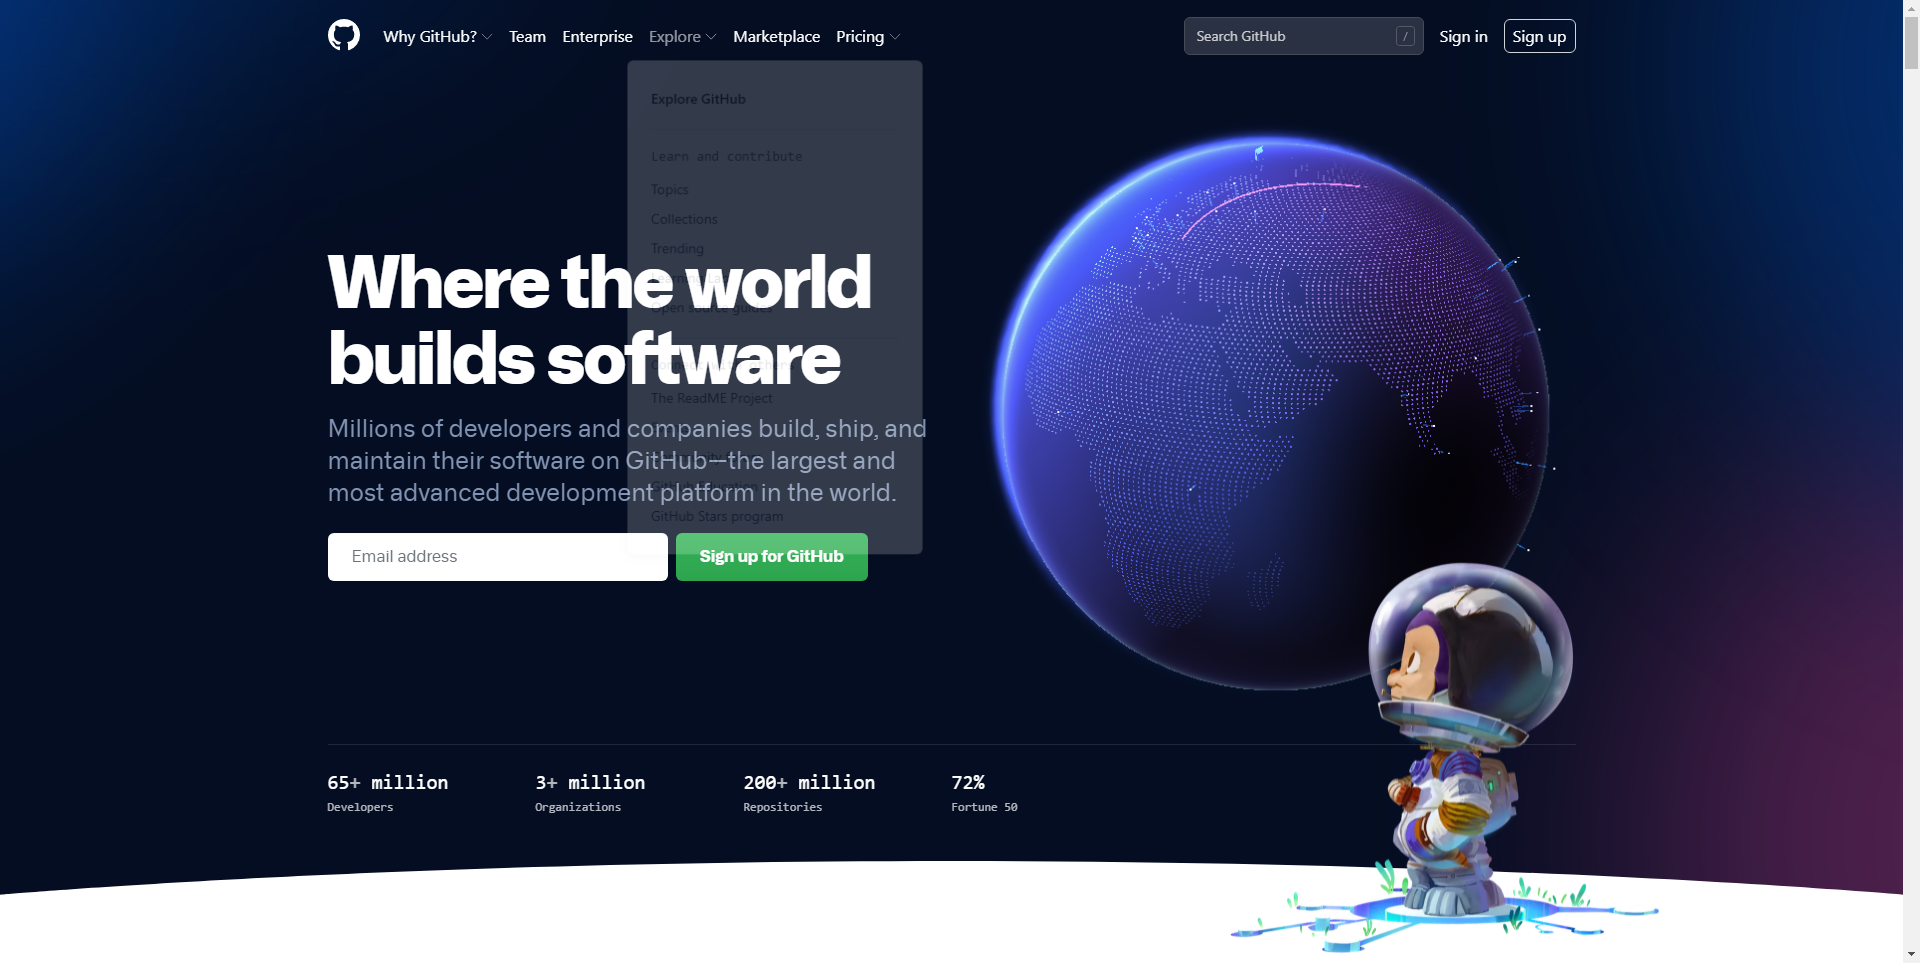 Why GitHub? Team Enterprise Explore Marketplace Pricing Search GitHub / Sign in Sign up
Explore GitHub
Learn and contribute
Topics
Collections
Trending
Open source guides
The ReadME Project
GitHub Stars program
Where the world
builds software
Millions of developers and companies build, ship, and
maintain their software on GitHub—the largest and
most advanced development platform in the world.
Email address Sign up for GitHub
65+ million 3+ million 200+ million 72%
Developers Organizations Repositories Fortune 50